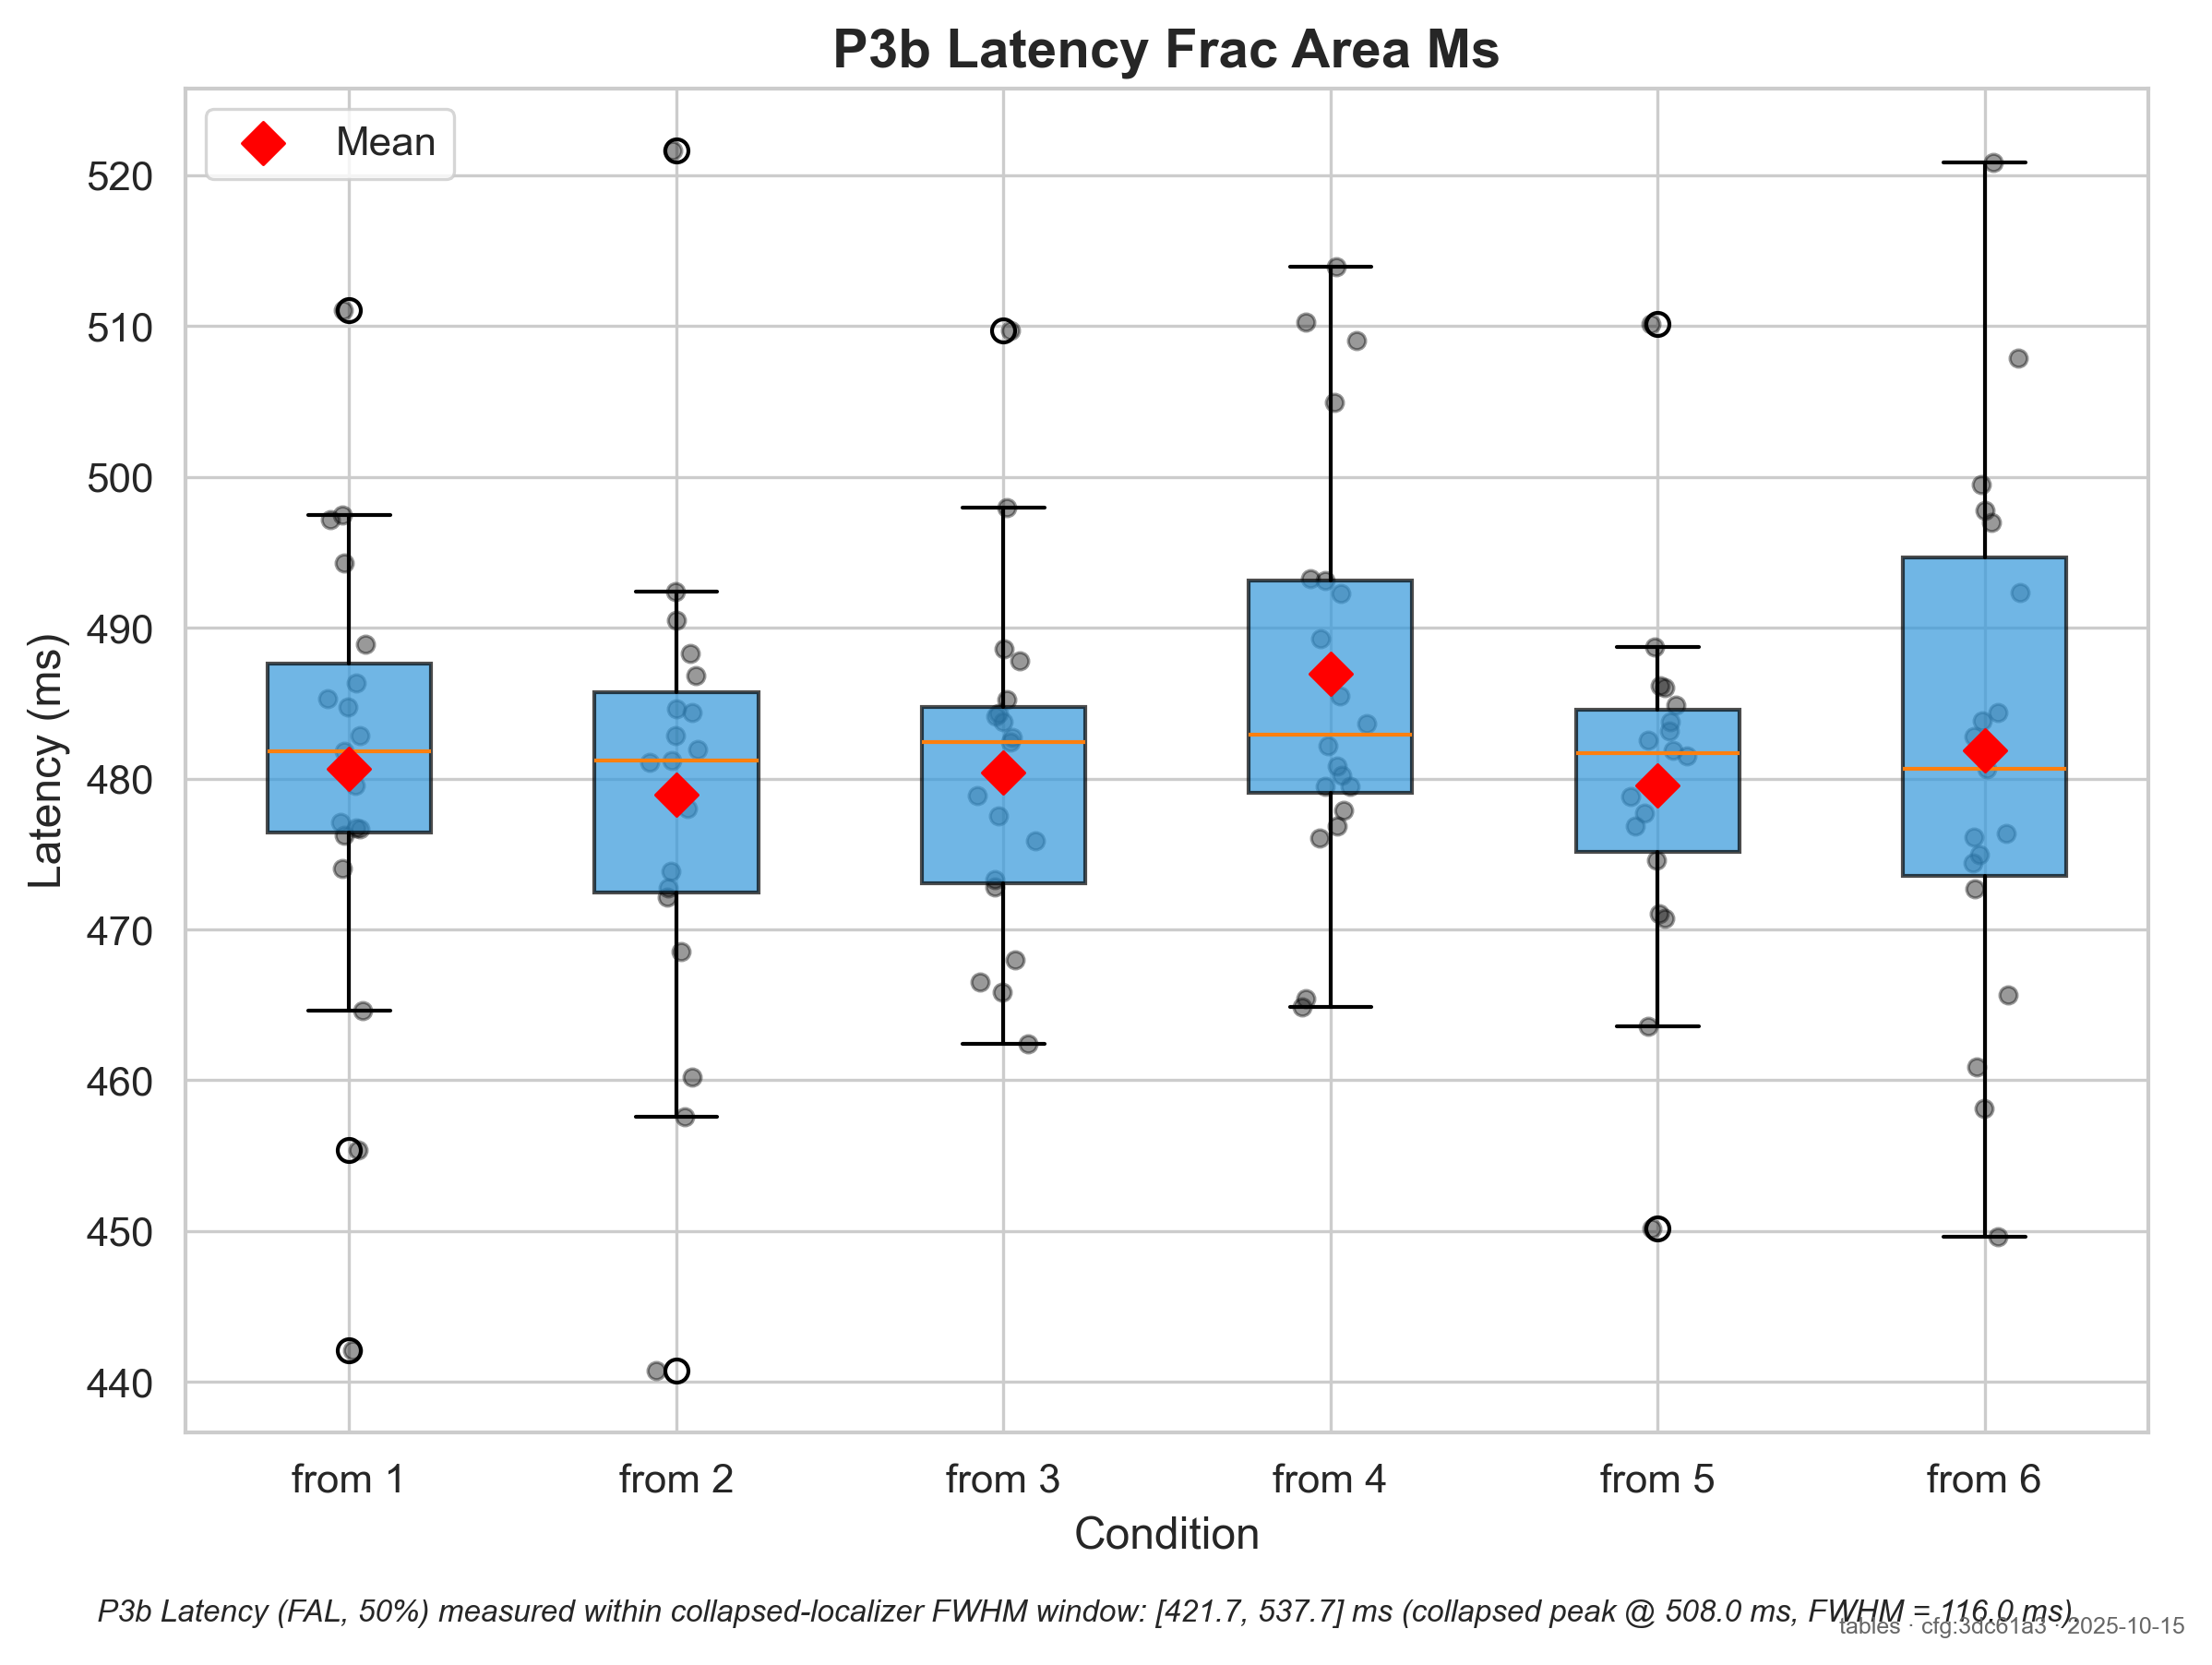 P3b Latency Frac Area Ms
Mean
520
510
500
490
480
470
460
450
440
Latency (ms)
from 1
from 2
from 3
from 4
from 5
from 6
Condition
P3b Latency (FAL, 50%) measured within collapsed-localizer FWHM window: [421.7, 537.7] ms (collapsed peak @ 508.0 ms, FWHM = 116.0 ms).
tables · cfg:3dc61a3 · 2025-10-15